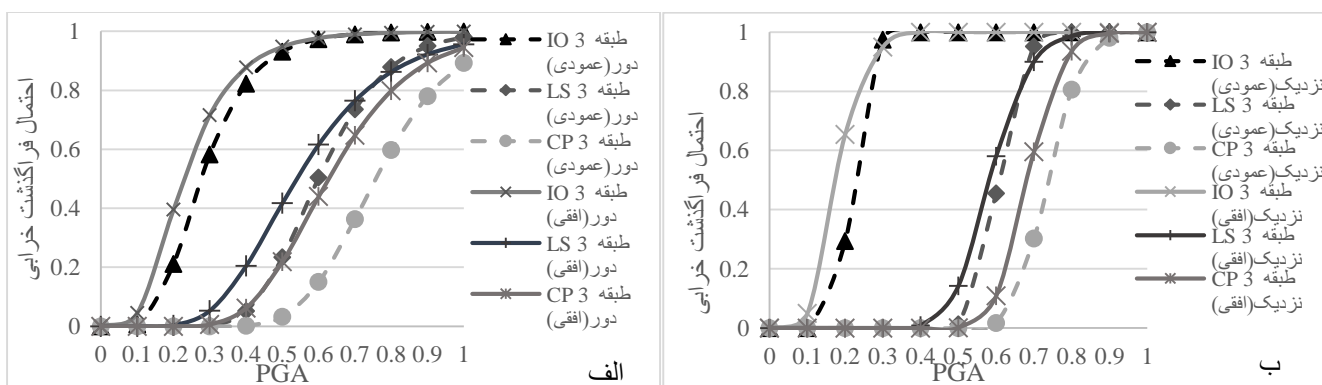 احتمال فراگذشت خرابی
1
0.8
0.6
0.4
0.2
0
0 0.1 0.2 0.3 0.4 0.5 0.6 0.7 0.8 0.9 1
PGA
الف
IO 3 طبقه
دور(عمودی)
LS 3 طبقه
دور(عمودی)
CP 3 طبقه
دور(عمودی)
IO 3 طبقه
دور(افقی)
LS 3 طبقه
دور(افقی)
CP 3 طبقه
دور(افقی)
احتمال فراگذشت خرابی
1
0.8
0.6
0.4
0.2
0
0 0.1 0.2 0.3 0.4 0.5 0.6 0.7 0.8 0.9 1
PGA
ب
IO 3 طبقه
نزدیک(عمودی)
LS 3 طبقه
نزدیک(عمودی)
CP 3 طبقه
نزدیک(عمودی)
IO 3 طبقه
نزدیک(افقی)
LS 3 طبقه
نزدیک(افقی)
CP 3 طبقه
نزدیک(افقی)